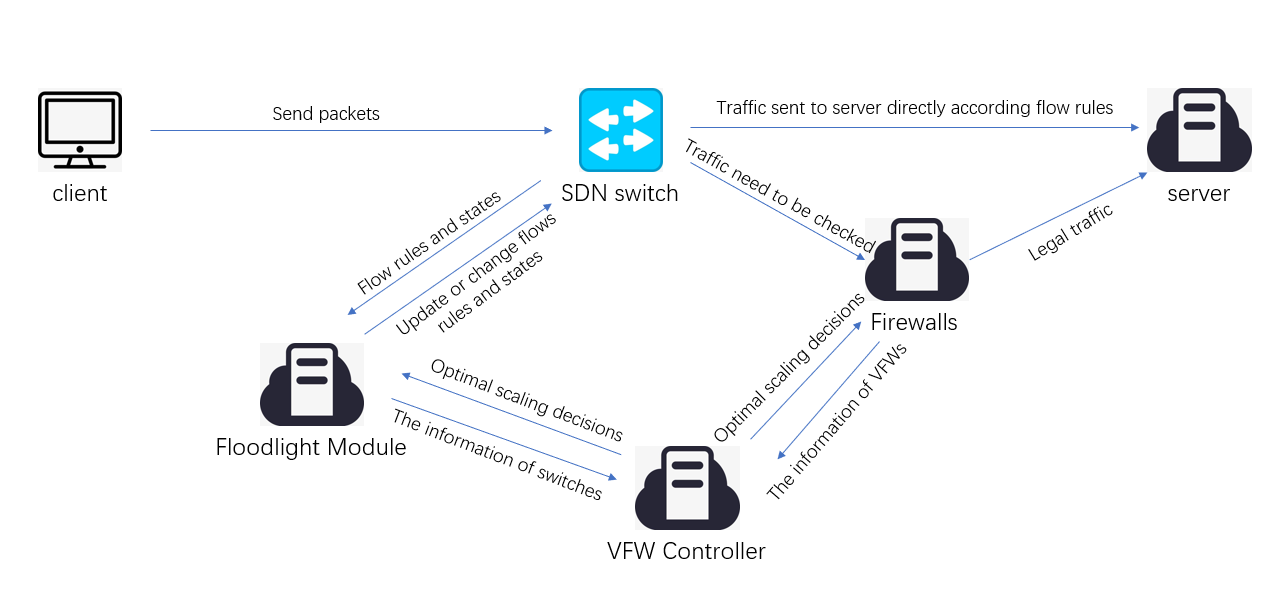 Send packets
Traffic sent to server directly according flow rules
client
SDN switch
server
Traffic need to be checked
Legal traffic
Flow rules and states
Update or change flows
rules and states
Firewalls
Optimal scaling decisions
The information of VFWs
Floodlight Module
Optimal scaling decisions
The information of switches
VFW Controller